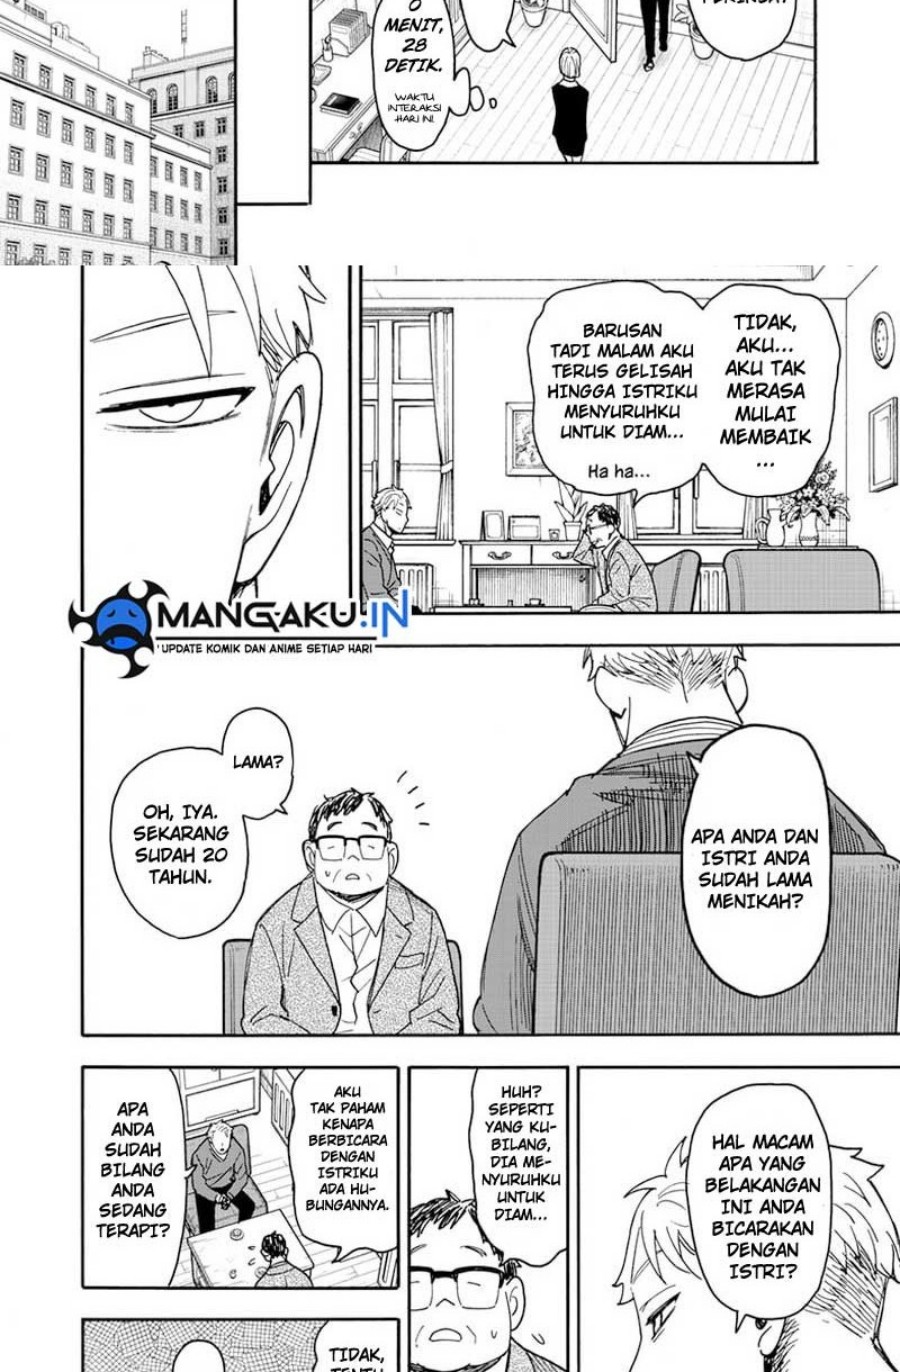 O
MENIT,
28
DETIK.
WAKTU
INTERAKSI
HARI INI.
TIDAK,
AKU...
AKU TAK
MERASA
MULAI
MEMBAIK
...
BARUSAN
TADI MALAM AKU
TERUS GELISAH
HINGGA ISTRIKU
MENYURUHKU
UNTUK DIAM...
Ha ha...
MANGAKU.IN
UPDATE KOMIK DAN ANIME SETIAP HARI
APA ANDA DAN
ISTRI ANDA
SUDAH LAMA
MENIKAH?
LAMA?
OH, IYA.
SEKARANG
SUDAH 20
TAHUN.
HAL MACAM
APA YANG
BELAKANGAN
INI ANDA
BICARAKAN
DENGAN
ISTRI?
HUH?
SEPERTI
YANG KU-
BILANG,
DIA ME-
NYURUHKU
UNTUK
DIAM...
AKU
TAK PAHAM
KENAPA
BERBICARA
DENGAN
ISTRIKU
ADA HU-
BUNGANNYA.
APA
ANDA
SUDAH
BILANG
ANDA
SEDANG
TERAPI?
TIDAK,